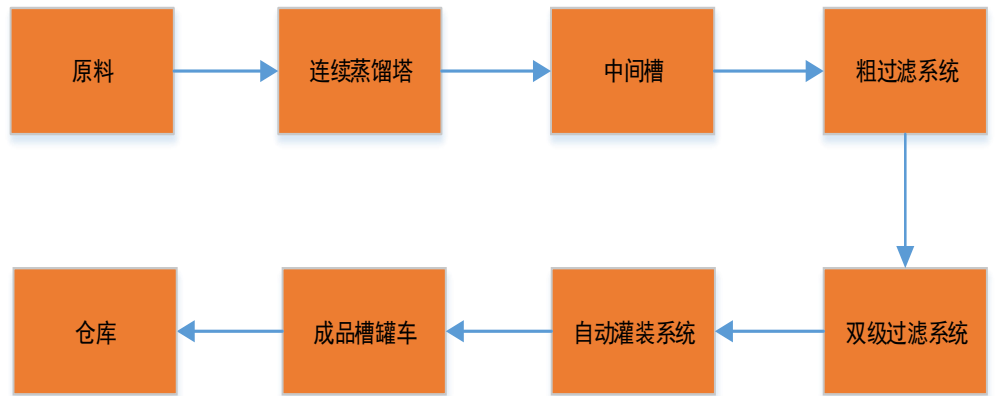 原料
连续蒸馏塔
中间槽
粗过滤系统
仓库
成品槽罐车
自动灌装系统
双级过滤系统